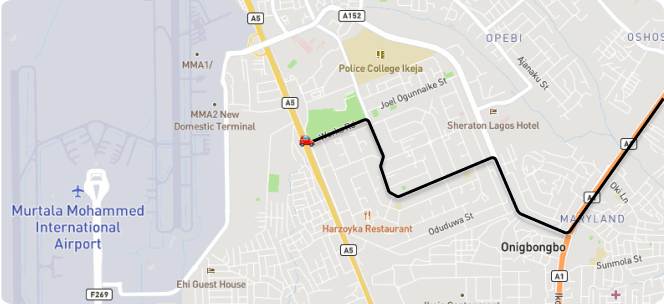 A5
A152
OPEBI
OSHOS
MMA1/
Police College Ikeja
Ajanaku St
A5
Joel Ogunnaike St
MMA2 New
Domestic Terminal
Sheraton Lagos Hotel
Murtala Mohammed
International
Airport
Oki Ln
MARYLAND
Harzoyka Restaurant
Oduduwa St
Onigbongbo
A5
Sunmola St
Ehi Guest House
A1
F269